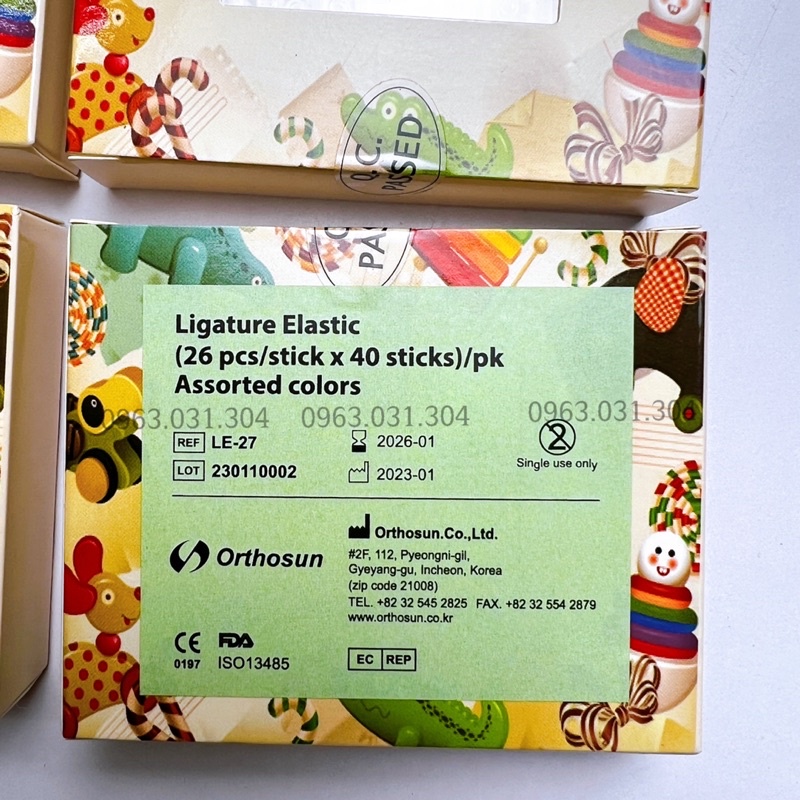 Q.C.
PASSED
Ligature Elastic
(26 pcs/stick x 40 sticks)/pk
Assorted colors
0963.031.304 0963.031.304 0963.031.304
REF LE-27
2026-01
LOT 230110002
2023-01
2
Single use only
Orthosun
Orthosun.Co.,Ltd.
#2F, 112, Pyeongni-gil,
Gyeyang-gu, Incheon, Korea
(zip code 21008)
TEL. +82 32 545 2825 FAX. +82 32 554 2879
www.orthosun.co.kr
CE FDA
0197 ISO13485
EC REP